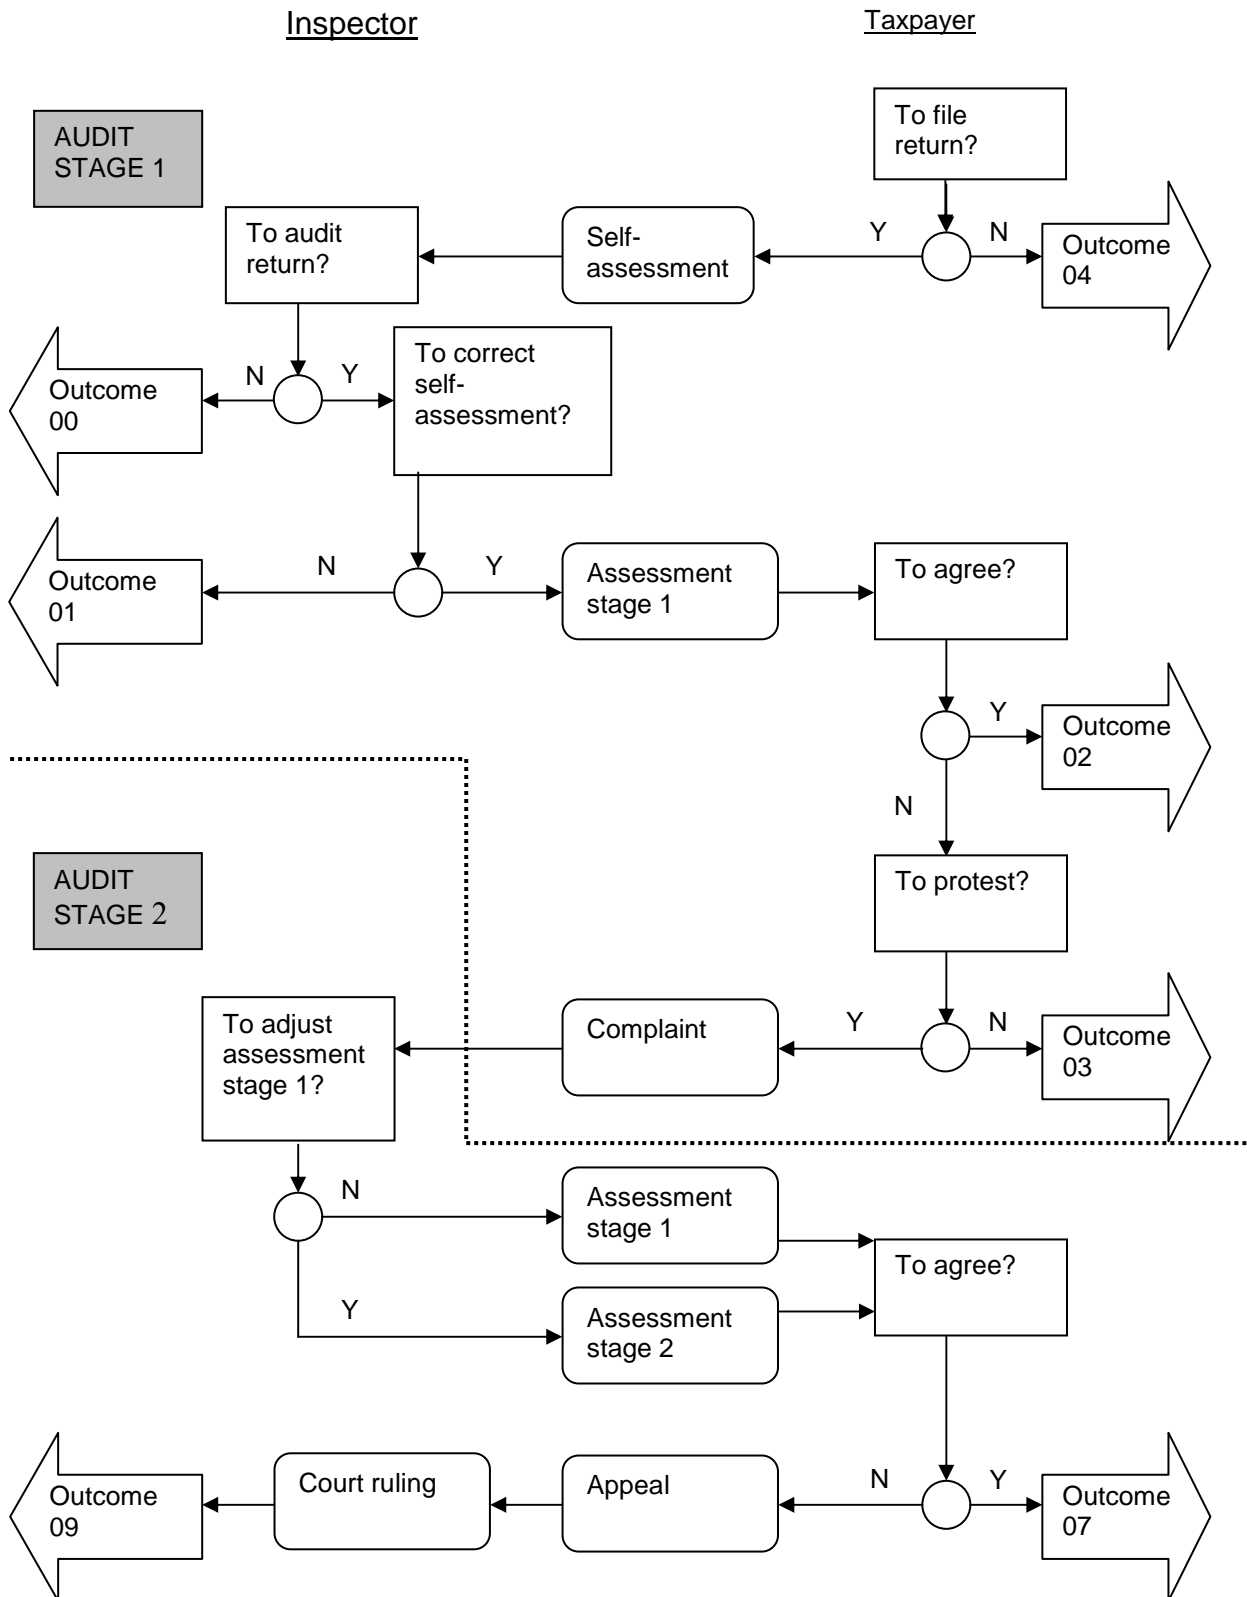 Inspector
Taxpayer
AUDIT
STAGE 1
To file
return?
To audit
return?
Self-
assessment
Y
N
Outcome
04
Outcome
00
N
Y
To correct
self-
assessment?
Outcome
01
N
Y
Assessment
stage 1
To agree?
Y
Outcome
02
N
AUDIT
STAGE 2
To protest?
To adjust
assessment
stage 1?
Complaint
Y
N
Outcome
03
N
Assessment
stage 1
To agree?
Y
Assessment
stage 2
Outcome
09
Court ruling
Appeal
N
Y
Outcome
07